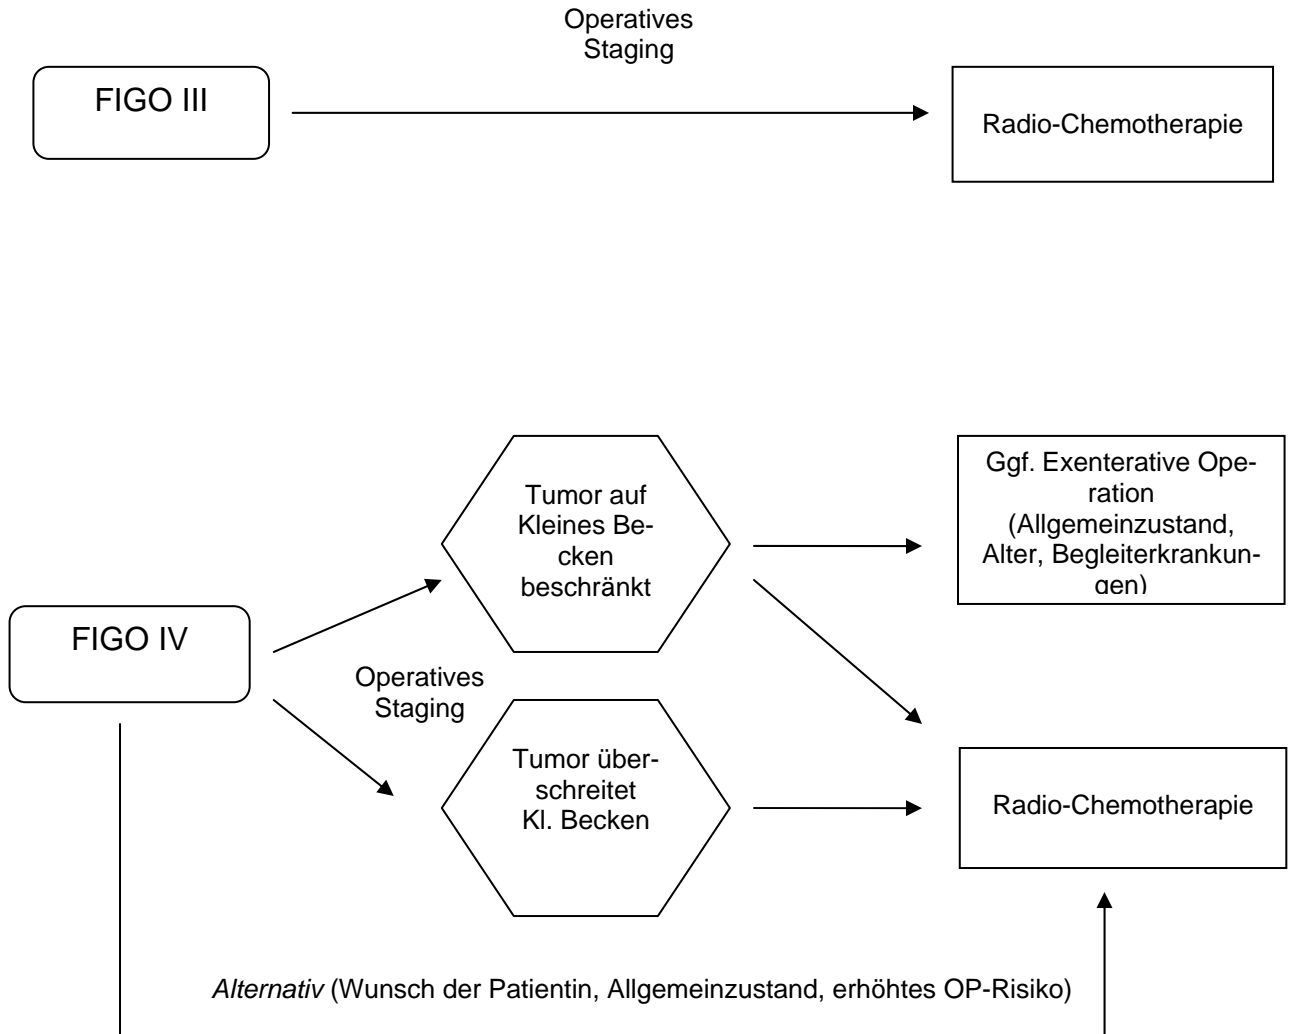 Operatives
Staging
FIGO III
Radio-Chemotherapie
Tumor auf
Kleines Be-
cken
beschränkt
Ggf. Exenterative Ope-
ration
(Allgemeinzustand,
Alter, Begleiterkrankun-
gen)
FIGO IV
Operatives
Staging
Tumor über-
schreitet
Kl. Becken
Radio-Chemotherapie
Alternativ (Wunsch der Patientin, Allgemeinzustand, erhöhtes OP-Risiko)